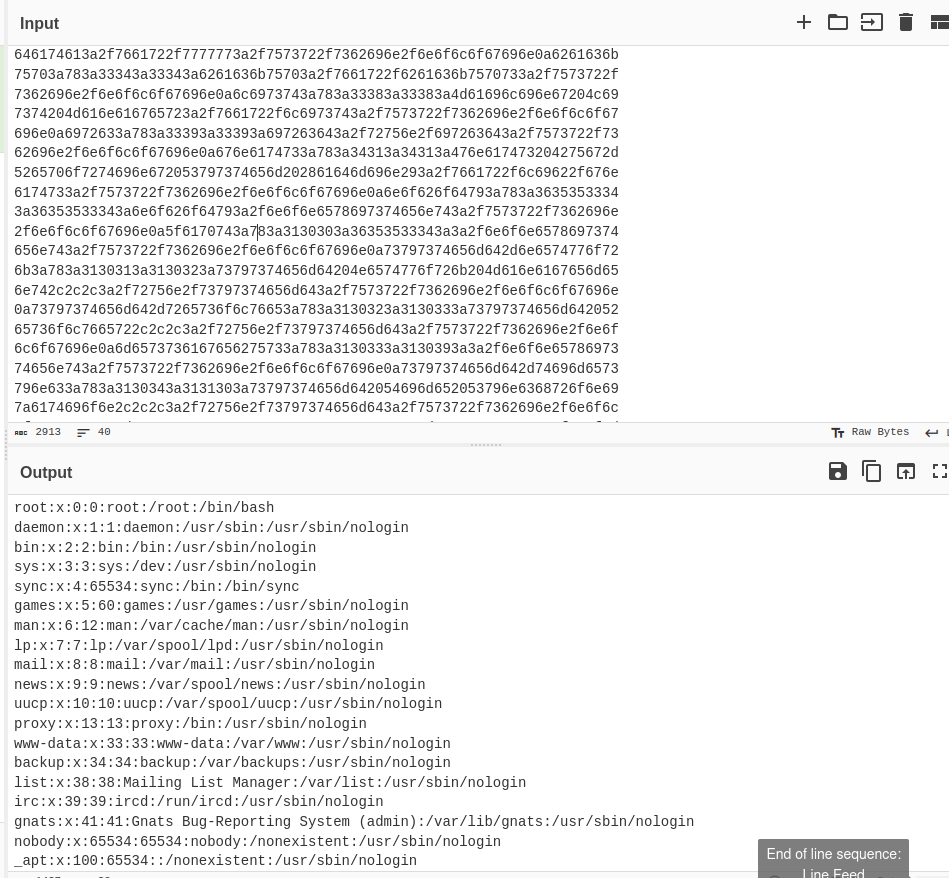 Input
646174613a2f7661722f7777773a2f7573722f7362696e2f6e6f6c6f67696e0a6261636b
75703a783a33343a33343a6261636b75703a2f7661722f6261636b7570733a2f7573722f
7362696e2f6e6f6c6f67696e0a6c6973743a783a33383a33383a4d61696c696e67204c69
7374204d616e616765723a2f7661722f6c6973743a2f7573722f7362696e2f6e6f6c6f67
696e0a6972633a783a33393a33393a697263643a2f72756e2f697263643a2f7573722f73
62696e2f6e6f6c6f67696e0a676e6174733a783a34313a34313a476e617473204275672d
5265706f7274696e672053797374656d202861646d696e293a2f7661722f6c69622f676e
6174733a2f7573722f7362696e2f6e6f6c6f67696e0a6e6f626f64793a783a3635353334
3a36353533343a6e6f626f64793a2f6e6f6e6578697374656e743a2f7573722f7362696e
2f6e6f6c6f67696e0a5f6170743a783a3130303a36353533343a3a2f6e6f6e6578697374
656e743a2f7573722f7362696e2f6e6f6c6f67696e0a73797374656d642d6e6574776f72
6b3a783a3130313a3130323a73797374656d64204e6574776f726b204d616e6167656d65
6e742c2c2c3a2f72756e2f73797374656d643a2f7573722f7362696e2f6e6f6c6f67696e
0a73797374656d642d7265736f6c76653a783a3130323a3130333a73797374656d642052
65736f6c7665722c2c2c3a2f72756e2f73797374656d643a2f7573722f7362696e2f6e6f
6c6f67696e0a6d6573736167656275733a783a3130333a3130393a3a2f6e6f6e65786973
74656e743a2f7573722f7362696e2f6e6f6c6f67696e0a73797374656d642d74696d6573
796e633a783a3130343a3131303a73797374656d642054696d652053796e6368726f6e69
7a6174696f6e2c2c2c3a2f72756e2f73797374656d643a2f7573722f7362696e2f6e6f6c
ABC 2913 40 Raw Bytes
Output
root:x:0:0:root:/root:/bin/bash
daemon:x:1:1:daemon:/usr/sbin:/usr/sbin/nologin
bin:x:2:2:bin:/bin:/usr/sbin/nologin
sys:x:3:3:sys:/dev:/usr/sbin/nologin
sync:x:4:65534:sync:/bin:/bin/sync
games:x:5:60:games:/usr/games:/usr/sbin/nologin
man:x:6:12:man:/var/cache/man:/usr/sbin/nologin
lp:x:7:7:lp:/var/spool/lpd:/usr/sbin/nologin
mail:x:8:8:mail:/var/mail:/usr/sbin/nologin
news:x:9:9:news:/var/spool/news:/usr/sbin/nologin
uucp:x:10:10:uucp:/var/spool/uucp:/usr/sbin/nologin
proxy:x:13:13:proxy:/bin:/usr/sbin/nologin
www-data:x:33:33:www-data:/var/www:/usr/sbin/nologin
backup:x:34:34:backup:/var/backups:/usr/sbin/nologin
list:x:38:38:Mailing List Manager:/var/list:/usr/sbin/nologin
irc:x:39:39:ircd:/run/ircd:/usr/sbin/nologin
gnats:x:41:41:Gnats Bug-Reporting System (admin):/var/lib/gnats:/usr/sbin/nologin
nobody:x:65534:65534:nobody:/nonexistent:/usr/sbin/nologin
_apt:x:100:65534::/nonexistent:/usr/sbin/nologin
End of line sequence:
Line Feed